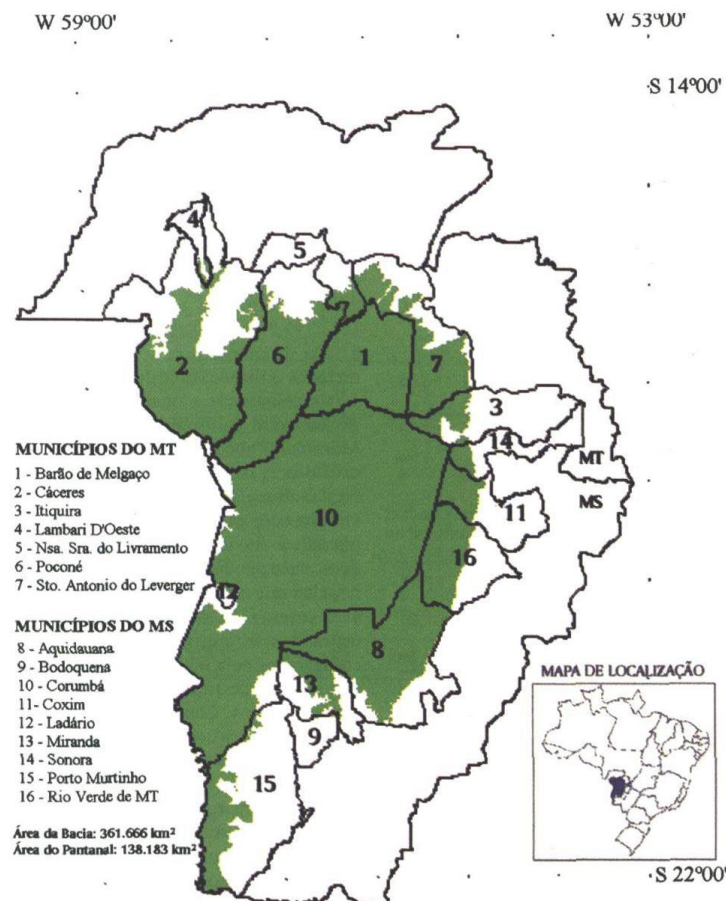 W 59º00'
W 53º00'
S 14º00'
4
5
2
6
1
7
3
14
MT
MS
11
10
16
12
8
13
9
15
MUNICÍPIOS DO MT
1 - Barão de Melgaço
2 - Cáceres
3 - Itiquira
4 - Lambari D'Oeste
5 - Nsa. Sra. do Livramento
6 - Poconé
7 - Sto. Antonio do Leverger
MUNICÍPIOS DO MS
8 - Aquidauana
9 - Bodoquena
10 - Corumbá
11 - Coxim
12 - Ladário
13 - Miranda
14 - Sonora
15 - Porto Murtinho
16 - Rio Verde de MT
Área da Bacia: 361.666 km²
Área do Pantanal: 138.183 km²
MAPA DE LOCALIZAÇÃO
S 22º00'